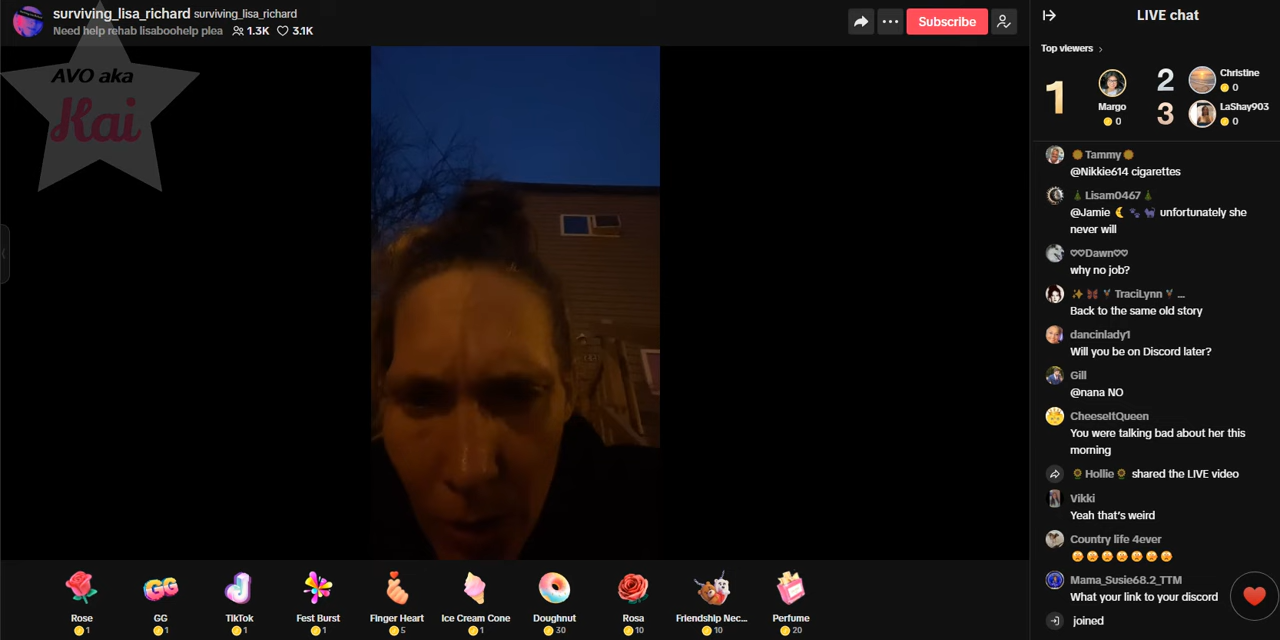 surviving_lisa_richard surviving_lisa_richard
Need help rehab lisaboohelp plea 1.3K 3.1K
Subscribe
AVO aka
Kai
LIVE chat
Top viewers
1
Margo
0
2
Christine
0
3
LaShay903
0
Tammy
@Nikkie614 cigarettes
Lisam0467
@Jamie 🌜 🐾 🐈‍⬛ unfortunately she
never will
♡♡Dawn♡♡
why no job?
TraciLynn ...
Back to the same old story
dancinlady1
Will you be on Discord later?
Gill
@nana NO
CheeseItQueen
You were talking bad about her this
morning
Hollie shared the LIVE video
Vikki
Yeah that's weird
Country life 4ever
Mama_Susie68.2_TTM
What your link to your discord
joined
GG
Rose GG TikTok Fest Burst Finger Heart Ice Cream Cone Doughnut Rosa Friendship Nec... Perfume
1 1 1 1 5 1 30 10 10 20